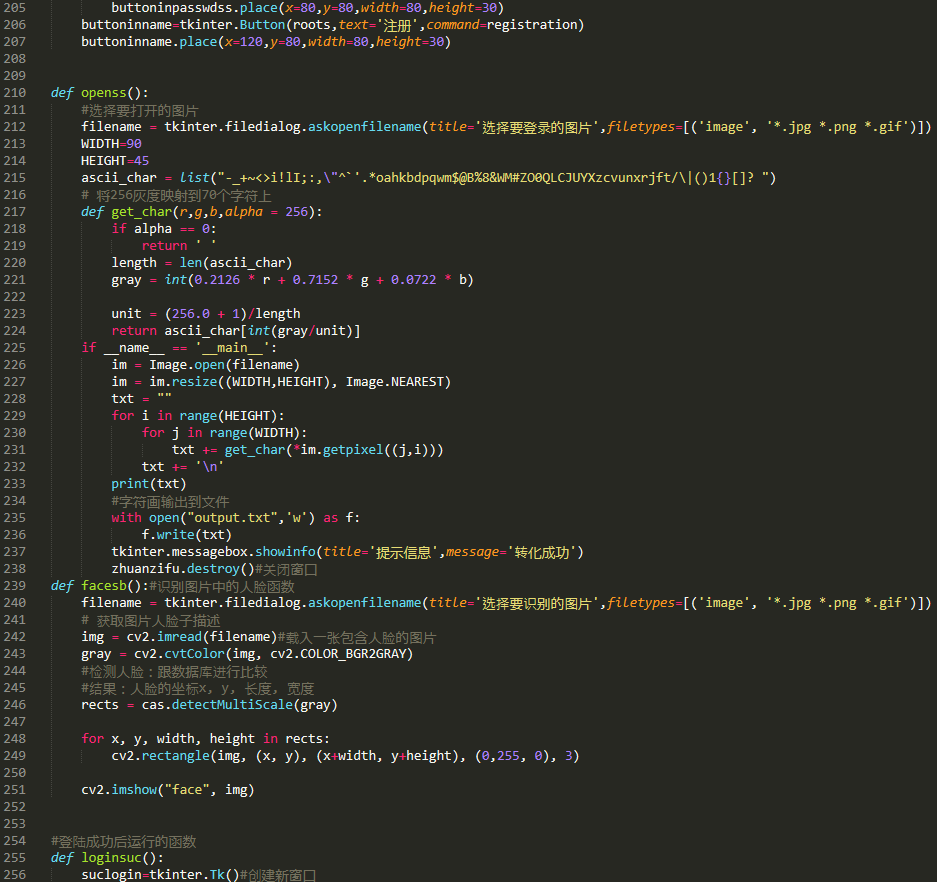 205 buttoninpasswdss.place(x=80,y=80,width=80,height=30)
206 buttoninname=tkinter.Button(roots,text='注册',command=registration)
207 buttoninname.place(x=120,y=80,width=80,height=30)
208
209
210 def openss():
211 #选择要打开的图片
212 filename = tkinter.filedialog.askopenfilename(title='选择要登录的图片',filetypes=[('image', '*.jpg *.png *.gif')])
213 WIDTH=90
214 HEIGHT=45
215 ascii_char = list("-_+~<>i!lI;:,\"^`'.*oahkbdpqwm$@B%8&WM#ZO0QLCJUYXzcvunxrjft/\|()1{}[]? ")
216 # 将256灰度映射到70个字符上
217 def get_char(r,g,b,alpha = 256):
218 if alpha == 0:
219 return ' '
220 length = len(ascii_char)
221 gray = int(0.2126 * r + 0.7152 * g + 0.0722 * b)
222
223 unit = (256.0 + 1)/length
224 return ascii_char[int(gray/unit)]
225 if __name__ == '__main__':
226 im = Image.open(filename)
227 im = im.resize((WIDTH,HEIGHT), Image.NEAREST)
228 txt = ""
229 for i in range(HEIGHT):
230 for j in range(WIDTH):
231 txt += get_char(*im.getpixel((j,i)))
232 txt += '\n'
233 print(txt)
234 #字符画输出到文件
235 with open("output.txt",'w') as f:
236 f.write(txt)
237 tkinter.messagebox.showinfo(title='提示信息',message='转化成功')
238 zhuanzifu.destroy()#关闭窗口
239 def facesb():#识别图片中的人脸函数
240 filename = tkinter.filedialog.askopenfilename(title='选择要识别的图片',filetypes=[('image', '*.jpg *.png *.gif')])
241 # 获取图片人脸子描述
242 img = cv2.imread(filename)#载入一张包含人脸的图片
243 gray = cv2.cvtColor(img, cv2.COLOR_BGR2GRAY)
244 #检测人脸：跟数据库进行比较
245 #结果：人脸的坐标x, y, 长度, 宽度
246 rects = cas.detectMultiScale(gray)
247
248 for x, y, width, height in rects:
249 cv2.rectangle(img, (x, y), (x+width, y+height), (0,255, 0), 3)
250
251 cv2.imshow("face", img)
252
253
254 #登陆成功后运行的函数
255 def loginsuc():
256 suclogin=tkinter.Tk()#创建新窗口